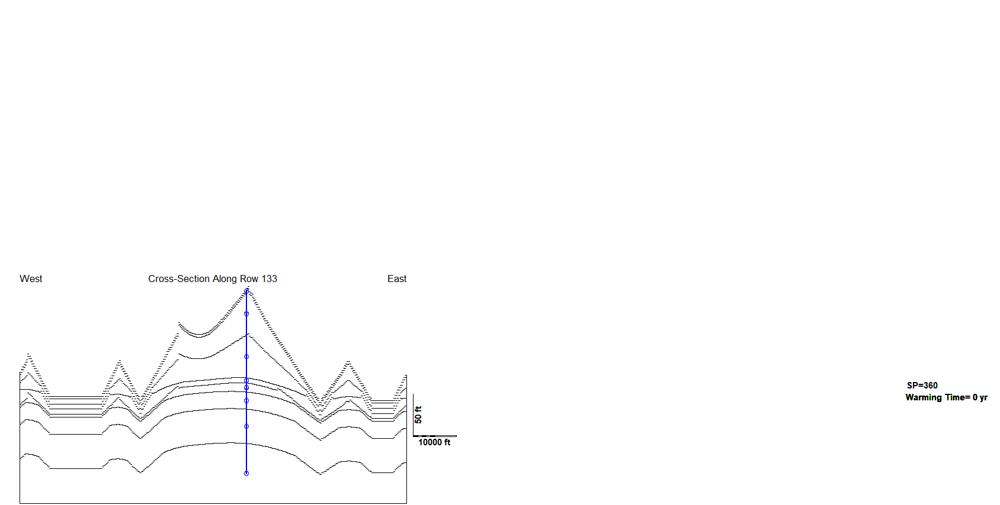 West
Cross-Section Along Row 133
East
SP=360
Warming Time= 0 yr
50 ft
10000 ft